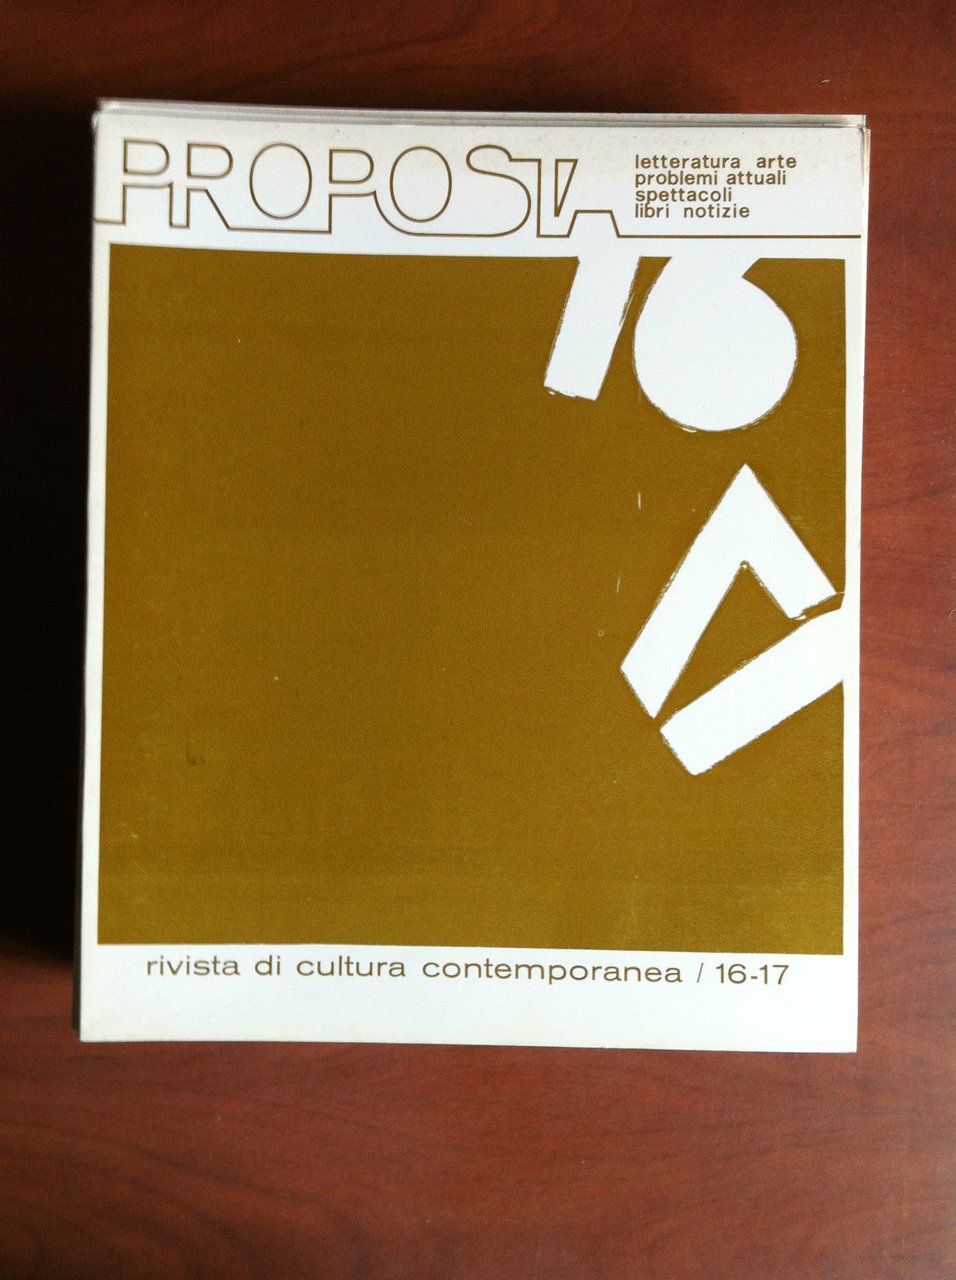 PROPOSTA
letteratura arte
problemi attuali
spettacoli
libri notizie
16
17
rivista di cultura contemporanea / 16-17